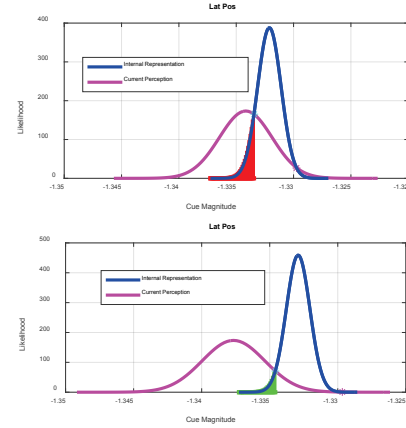 Lat Pos
400
300
200
100
0
Likelihood
Internal Representation
Current Perception
-1.35 -1.345 -1.34 -1.335 -1.33 -1.325 -1.32
Cue Magnitude
Lat Pos
500
400
300
200
100
0
Likelihood
Internal Representation
Current Perception
-1.35 -1.345 -1.34 -1.335 -1.33 -1.325
Cue Magnitude